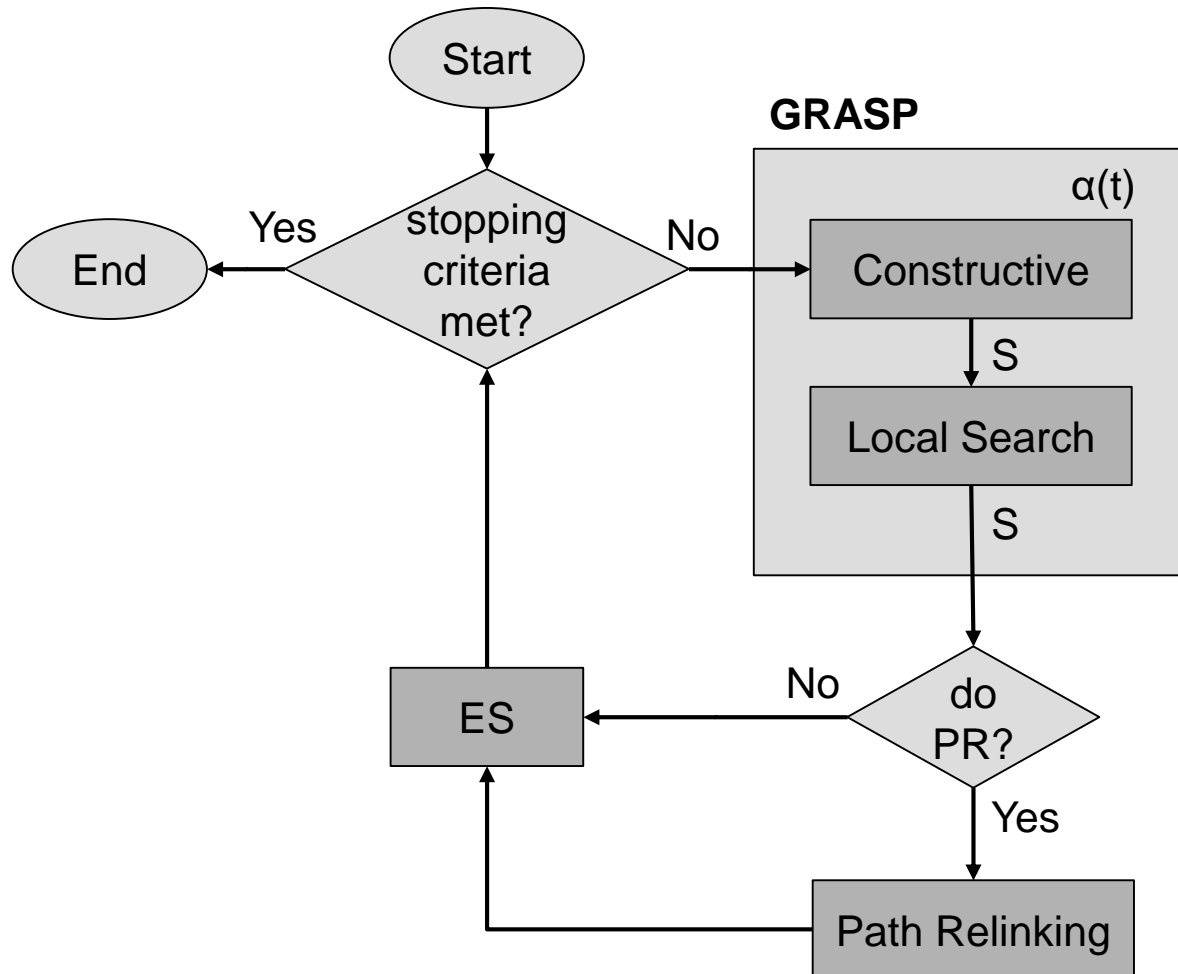 Start
GRASP
α(t)
Yes
stopping
criteria
met?
No
End
Constructive
S
Local Search
S
No
do
PR?
ES
Yes
Path Relinking